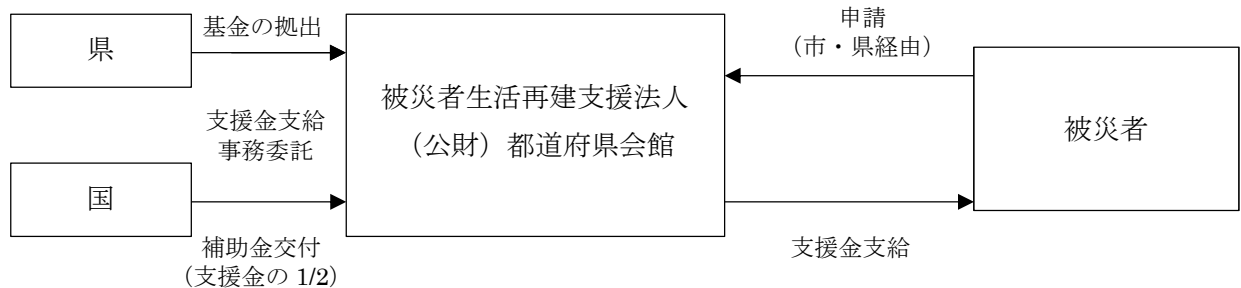 県
基金の拠出
支援金支給
事務委託
国
補助金交付
（支援金の 1/2）
被災者生活再建支援法人
（公財）都道府県会館
申請
（市・県経由）
支援金支給
被災者